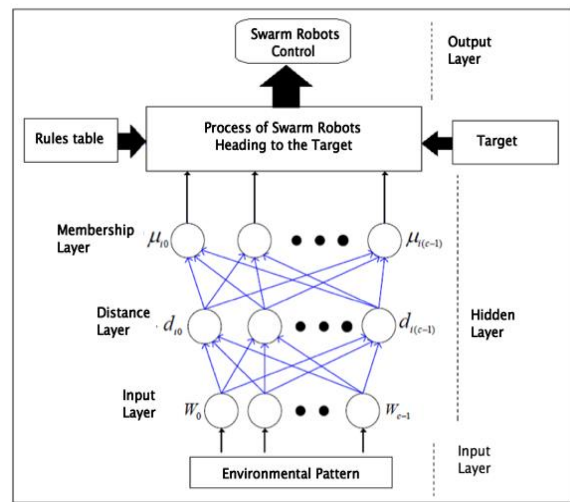 Swarm Robots
Control
Output
Layer
Rules table
Process of Swarm Robots
Heading to the Target
Target
Membership
Layer
μi0
μi(c−1)
Distance
Layer
di0
di(c−1)
Hidden
Layer
Input
Layer
W0
Wc−1
Environmental Pattern
Input
Layer